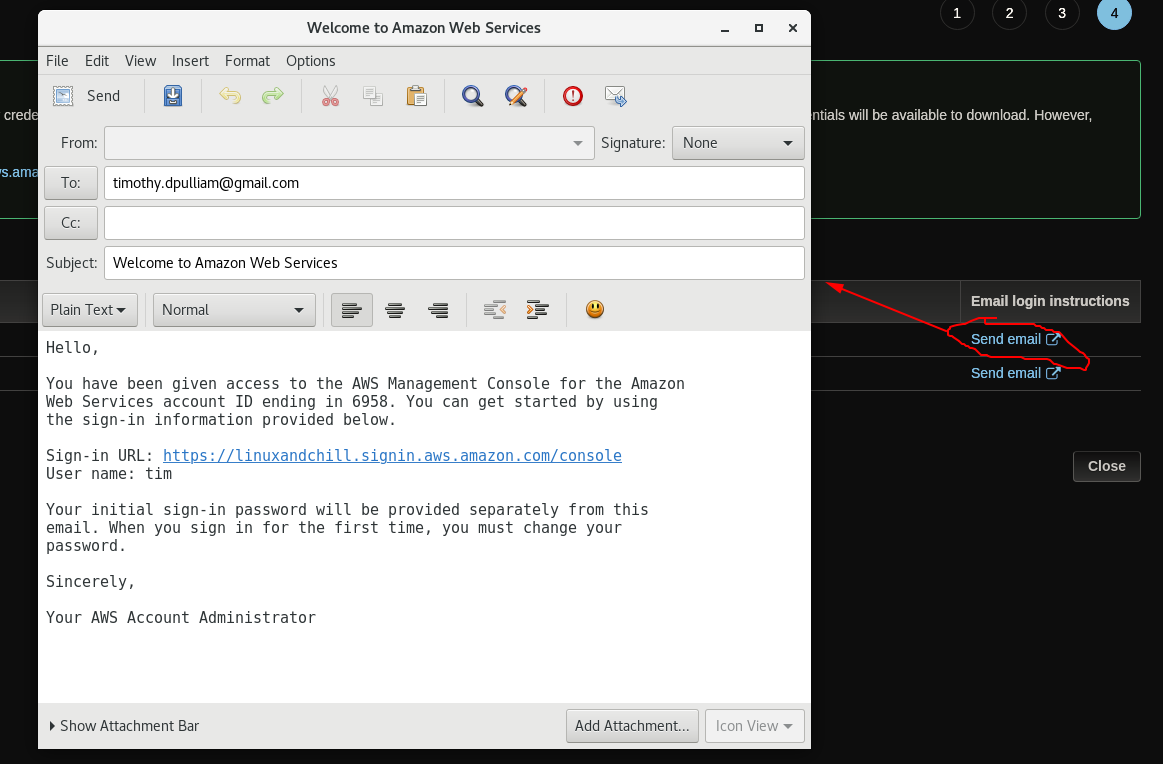 Welcome to Amazon Web Services
1 2 3 4
File Edit View Insert Format Options
Send
From:
Signature: None
To: timothy.dpulliam@gmail.com
Cc:
Subject: Welcome to Amazon Web Services
ntials will be available to download. However,
Plain Text Normal
Email login instructions
Send email
Send email
Close
Hello,
You have been given access to the AWS Management Console for the Amazon
Web Services account ID ending in 6958. You can get started by using
the sign-in information provided below.
Sign-in URL: https://linuxandchill.signin.aws.amazon.com/console
User name: tim
Your initial sign-in password will be provided separately from this
email. When you sign in for the first time, you must change your
password.
Sincerely,
Your AWS Account Administrator
Show Attachment Bar Add Attachment... Icon View